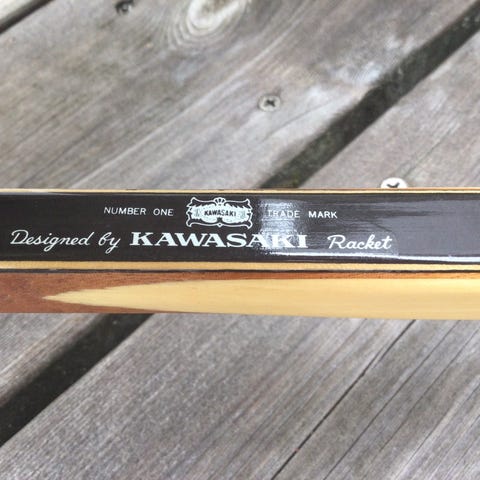 NUMBER ONE KAWASAKI TRADE MARK
Designed by KAWASAKI Racket